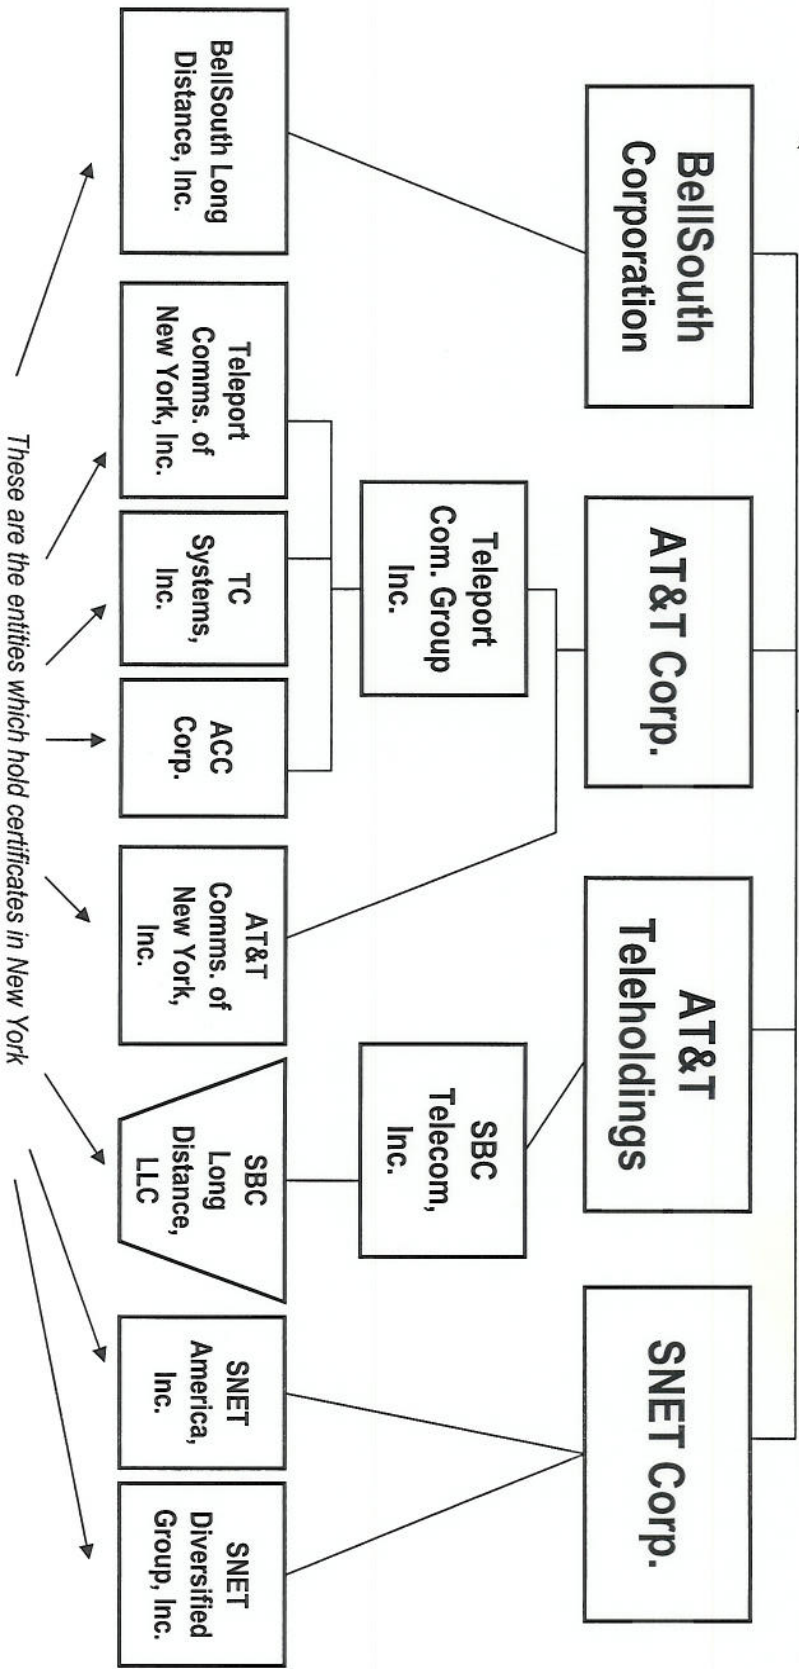 BellSouth
Corporation
AT&T Corp.
AT&T
Teleholdings
SNET Corp.
Teleport
Com. Group
Inc.
SBC
Telecom,
Inc.
BellSouth Long
Distance, Inc.
Teleport
Comms. of
New York, Inc.
TC
Systems,
Inc.
ACC
Corp.
AT&T
Comms. of
New York,
Inc.
SBC
Long
Distance,
LLC
SNET
America,
Inc.
SNET
Diversified
Group, Inc.
These are the entities which hold certificates in New York